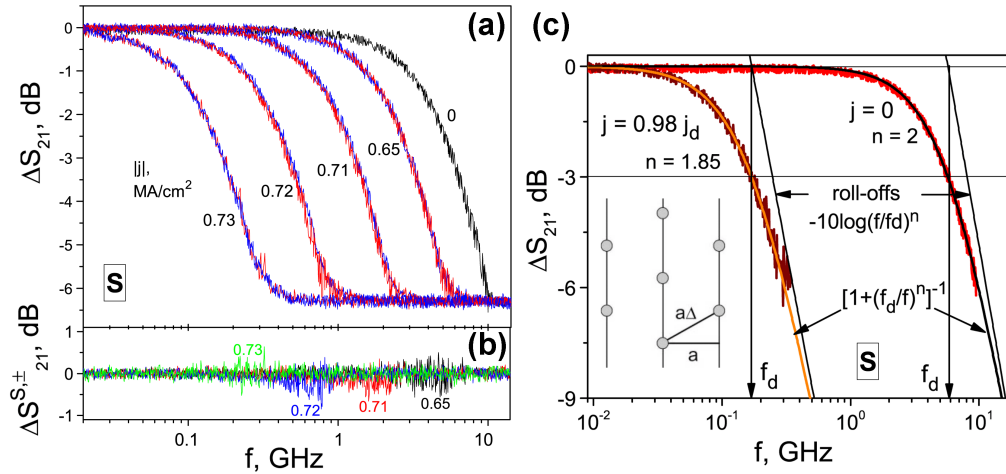 (a)
ΔS21, dB
0
-1
-2
-3
-4
-5
-6
|j|,
MA/cm²
0.73
0.72
0.71
0.65
0
S
(b)
ΔS^S,± 21, dB
1
0
-1
0.73
0.72
0.71
0.65
0.1
1
10
f, GHz
(c)
ΔS21, dB
0
-3
-6
-9
j = 0.98 jd
n = 1.85
j = 0
n = 2
roll-offs
-10log(f/fd)ⁿ
[1+(fd/f)ⁿ]⁻¹
aΔ
a
fd
S
fd
10⁻²
10⁻¹
10⁰
10¹
f, GHz